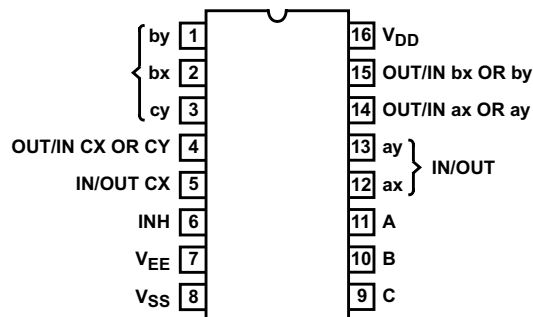 by 1
bx 2
cy 3
OUT/IN CX OR CY 4
IN/OUT CX 5
INH 6
VEE 7
VSS 8
16 VDD
15 OUT/IN bx OR by
14 OUT/IN ax OR ay
13 ay
IN/OUT
12 ax
11 A
10 B
9 C